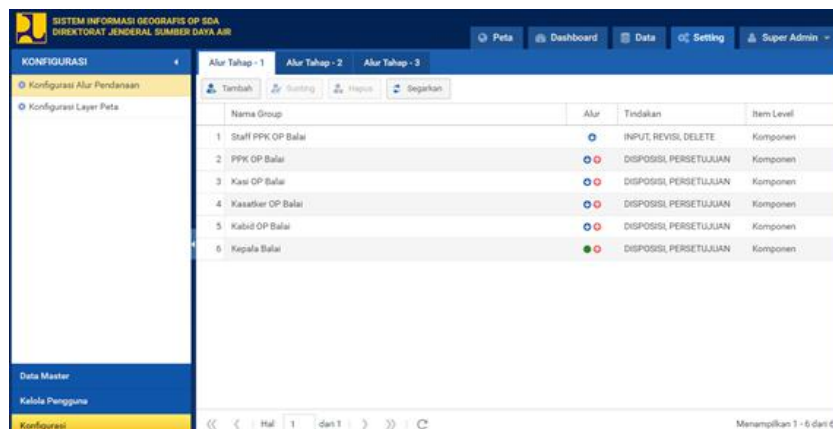 SISTEM INFORMASI GEOGRAFIS OP SDA
DIREKTORAT JENDERAL SUMBER DAYA AIR
Peta Dashboard Data Setting Super Admin
KONFIGURASI
Alur Tahap - 1 Alur Tahap - 2 Alur Tahap - 3
Konfigurasi Alur Pendanaan
Tambah Sunting Hapus Segarkan
Konfigurasi Layer Peta
Nama Group Alur Tindakan Item Level
1 Staff PPK OP Balai INPUT, REVISI, DELETE Komponen
2 PPK OP Balai DISPOSISI, PERSETUJUAN Komponen
3 Kasi OP Balai DISPOSISI, PERSETUJUAN Komponen
4 Kasatker OP Balai DISPOSISI, PERSETUJUAN Komponen
5 Kabid OP Balai DISPOSISI, PERSETUJUAN Komponen
6 Kepala Balai DISPOSISI, PERSETUJUAN Komponen
Data Master
Kelola Pengguna
Konfigurasi
Hal 1 dari 1 Menampilkan 1 - 6 dari 6